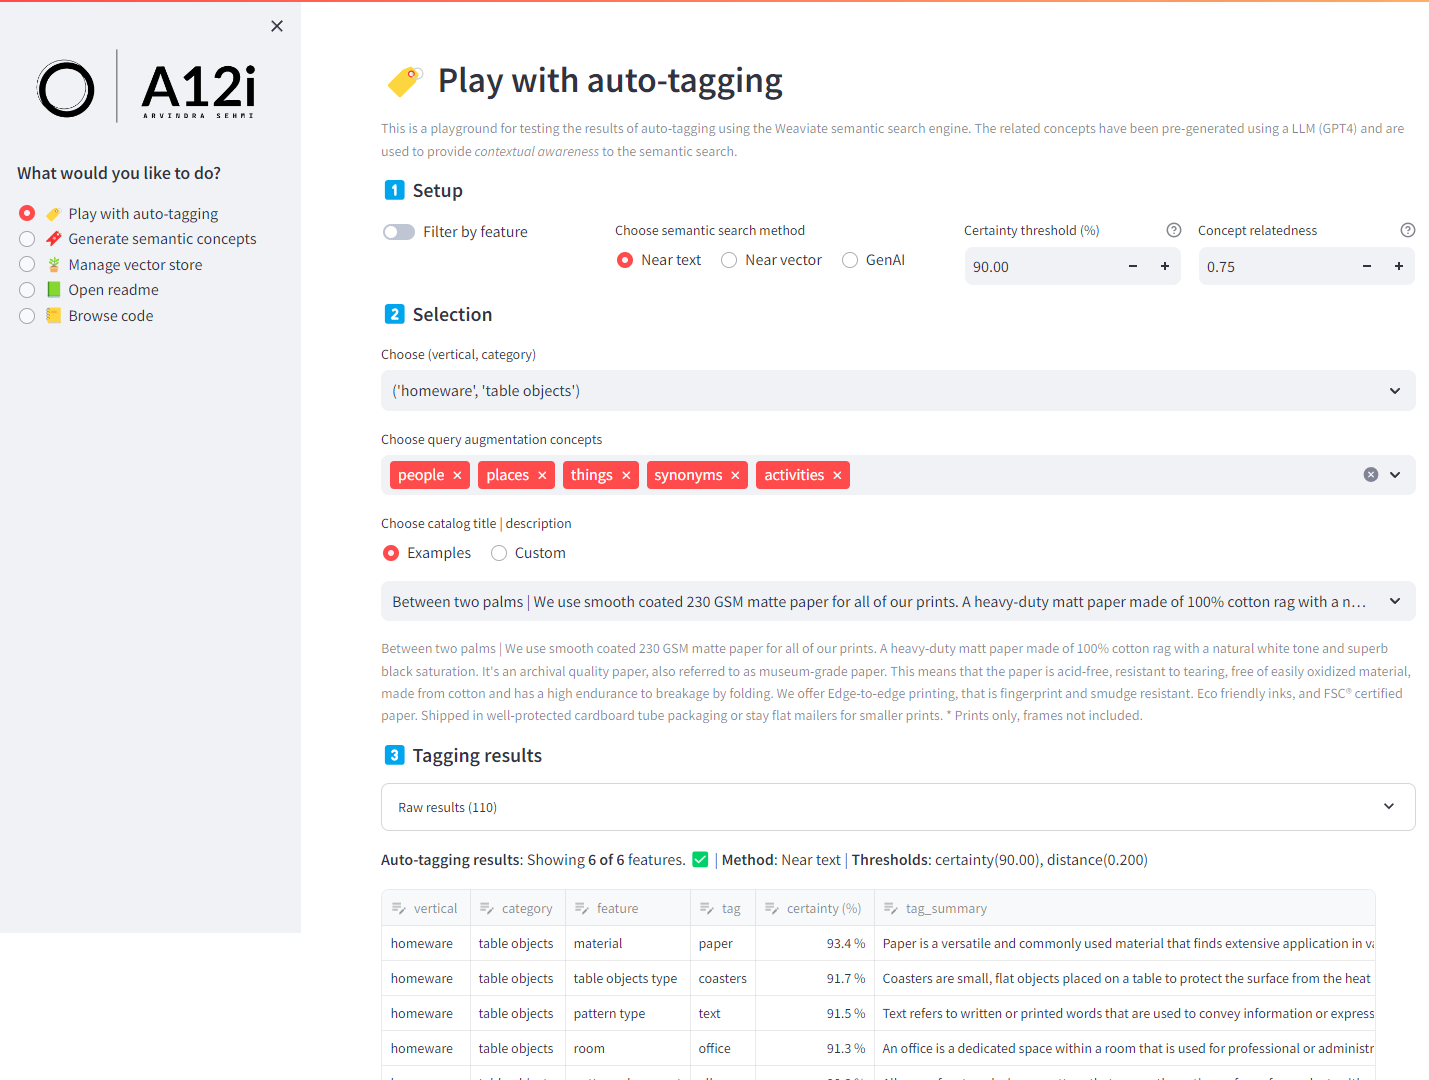 A12i
ARVINDRA SEHMI
What would you like to do?
Play with auto-tagging
Generate semantic concepts
Manage vector store
Open readme
Browse code
Play with auto-tagging
This is a playground for testing the results of auto-tagging using the Weaviate semantic search engine. The related concepts have been pre-generated using a LLM (GPT4) and are
used to provide contextual awareness to the semantic search.
1 Setup
Filter by feature
Choose semantic search method
Near text Near vector GenAI
Certainty threshold (%)
90.00
Concept relatedness
0.75
2 Selection
Choose (vertical, category)
('homeware', 'table objects')
Choose query augmentation concepts
people places things synonyms activities
Choose catalog title | description
Examples Custom
Between two palms | We use smooth coated 230 GSM matte paper for all of our prints. A heavy-duty matt paper made of 100% cotton rag with a n...
Between two palms | We use smooth coated 230 GSM matte paper for all of our prints. A heavy-duty matt paper made of 100% cotton rag with a natural white tone and superb
black saturation. It's an archival quality paper, also referred to as museum-grade paper. This means that the paper is acid-free, resistant to tearing, free of easily oxidized material,
made from cotton and has a high endurance to breakage by folding. We offer Edge-to-edge printing, that is fingerprint and smudge resistant. Eco friendly inks, and FSC® certified
paper. Shipped in well-protected cardboard tube packaging or stay flat mailers for smaller prints. * Prints only, frames not included.
3 Tagging results
Raw results (110)
Auto-tagging results: Showing 6 of 6 features. ✅ | Method: Near text | Thresholds: certainty(90.00), distance(0.200)
vertical category feature tag certainty (%) tag_summary
homeware table objects material paper 93.4 % Paper is a versatile and commonly used material that finds extensive application in va
homeware table objects table objects type coasters 91.7 % Coasters are small, flat objects placed on a table to protect the surface from the heat
homeware table objects pattern type text 91.5 % Text refers to written or printed words that are used to convey information or express
homeware table objects room office 91.3 % An office is a dedicated space within a room that is used for professional or administr